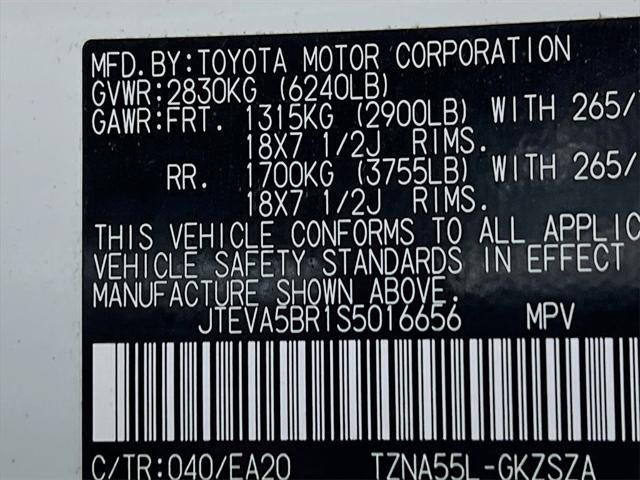 MFD.BY:TOYOTA MOTOR CORPORATION
GVWR:2830KG (6240LB)
GAWR:FRT. 1315KG (2900LB) WITH 265/
18X7 1/2J RIMS.
RR. 1700KG (3755LB) WITH 265/
18X7 1/2J RIMS.
THIS VEHICLE CONFORMS TO ALL APPLIC
VEHICLE SAFETY STANDARDS IN EFFECT
MANUFACTURE SHOWN ABOVE.
JTEVA5BR1S5016656 MPV
C/TR:040/EA20 TZNA55L-GKZSZA